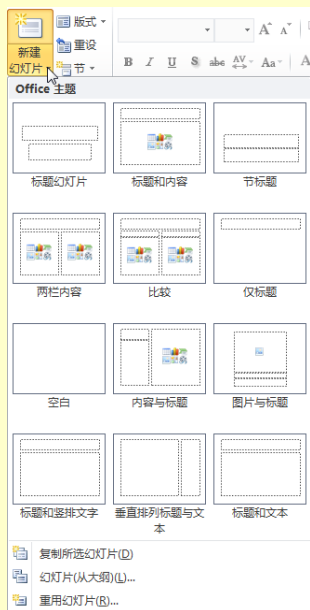 新建
幻灯片
版式
重设
节
B I U S abc AV Aa A
A A
Office 主题
标题幻灯片
标题和内容
节标题
两栏内容
比较
仅标题
空白
内容与标题
图片与标题
标题和竖排文字
垂直排列标题与文
本
标题和文本
复制所选幻灯片(D)
幻灯片(从大纲)(L)...
重用幻灯片(R)...